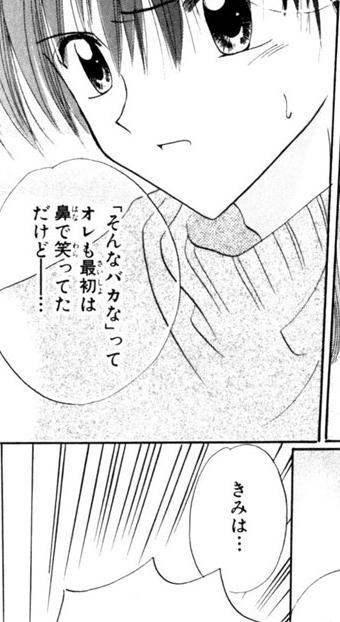 「そんなバカな」って
オレも最初は
鼻で笑ってた
だけど――…
きみは…